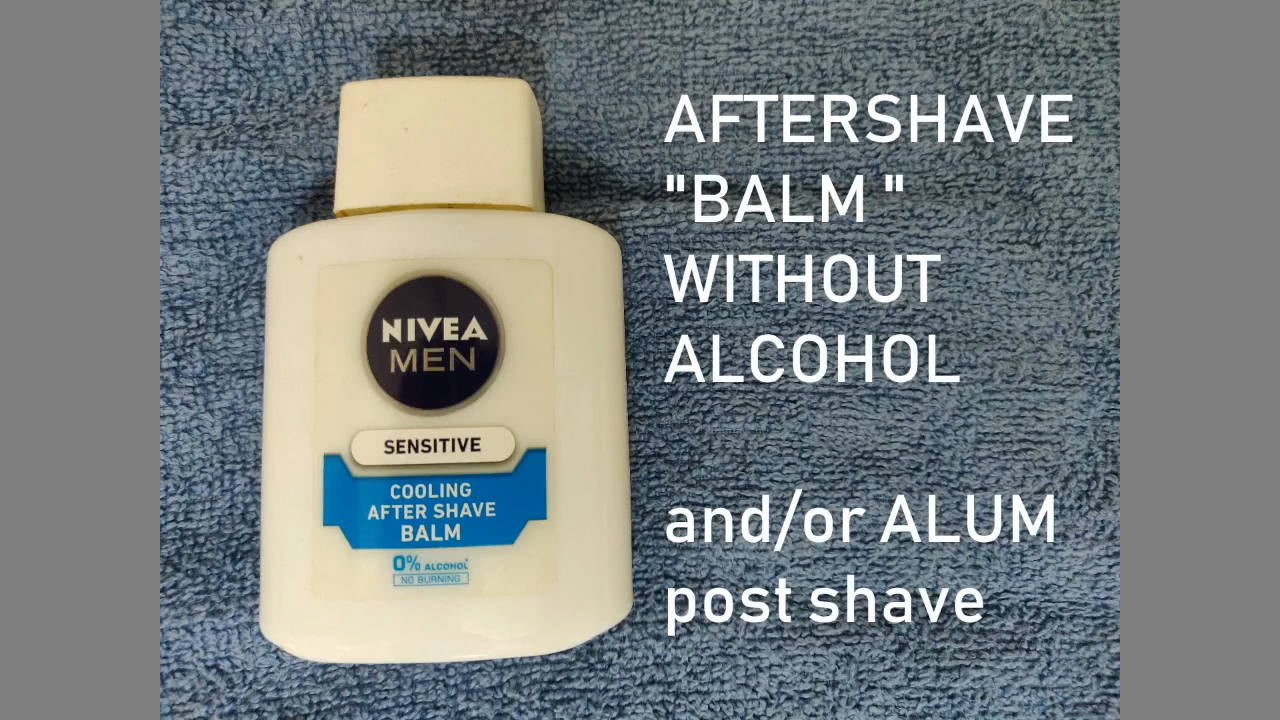 NIVEA
MEN
SENSITIVE
COOLING
AFTER SHAVE
BALM
0% ALCOHOL*
NO BURNING
AFTERSHAVE
"BALM "
WITHOUT
ALCOHOL
and/or ALUM
post shave